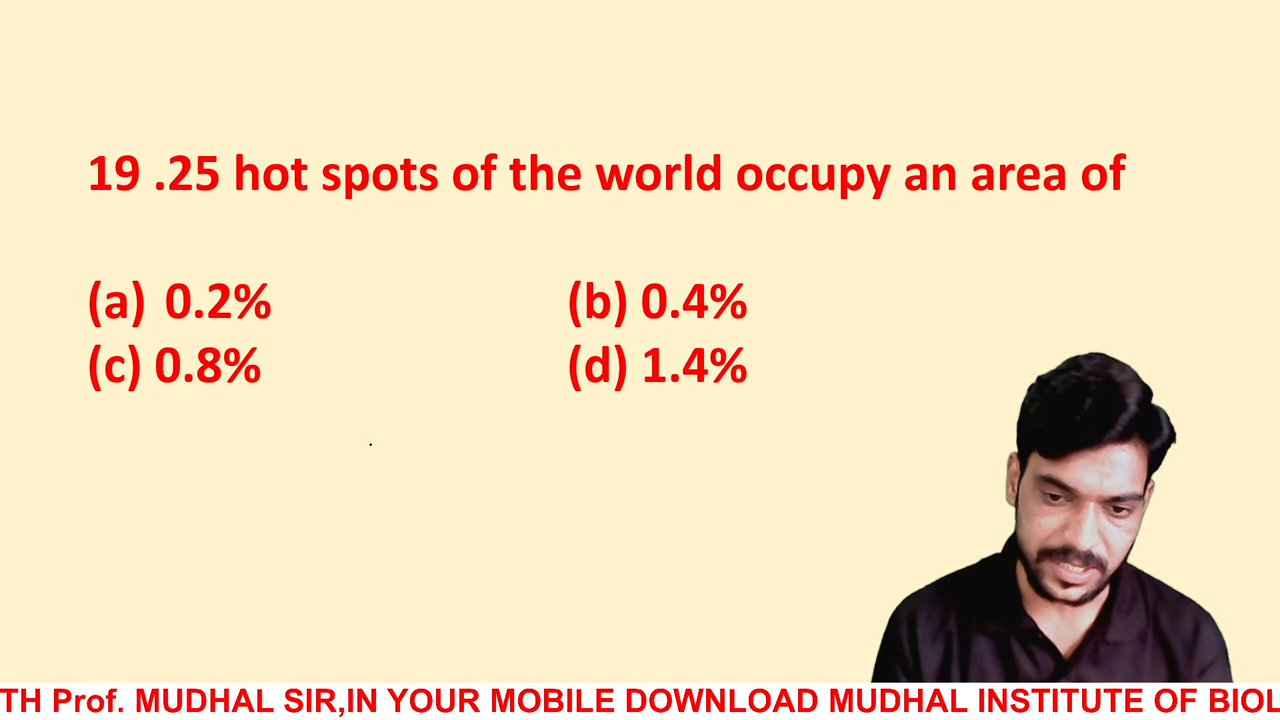 19 .25 hot spots of the world occupy an area of
(a) 0.2% (b) 0.4%
(c) 0.8% (d) 1.4%
TH Prof. MUDHAL SIR,IN YOUR MOBILE DOWNLOAD MUDHAL INSTITUTE OF BIOL